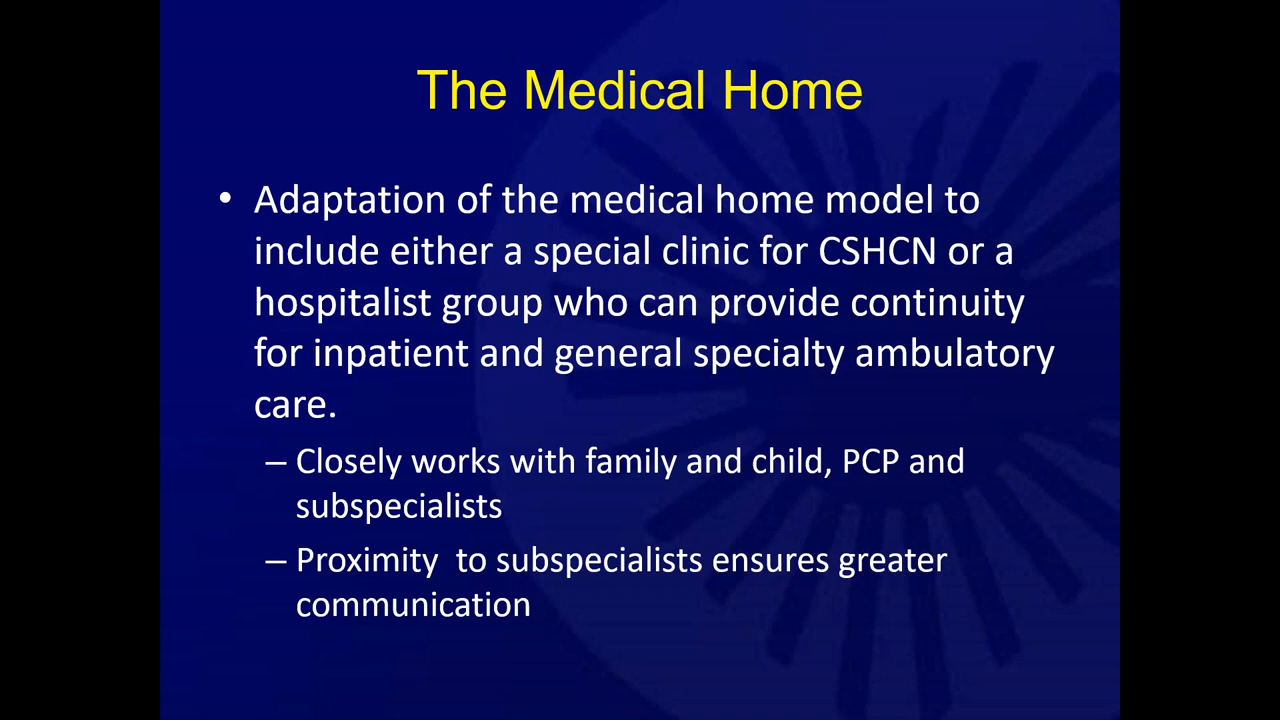 The Medical Home
• Adaptation of the medical home model to
include either a special clinic for CSHCN or a
hospitalist group who can provide continuity
for inpatient and general specialty ambulatory
care.
– Closely works with family and child, PCP and
subspecialists
– Proximity  to subspecialists ensures greater
communication